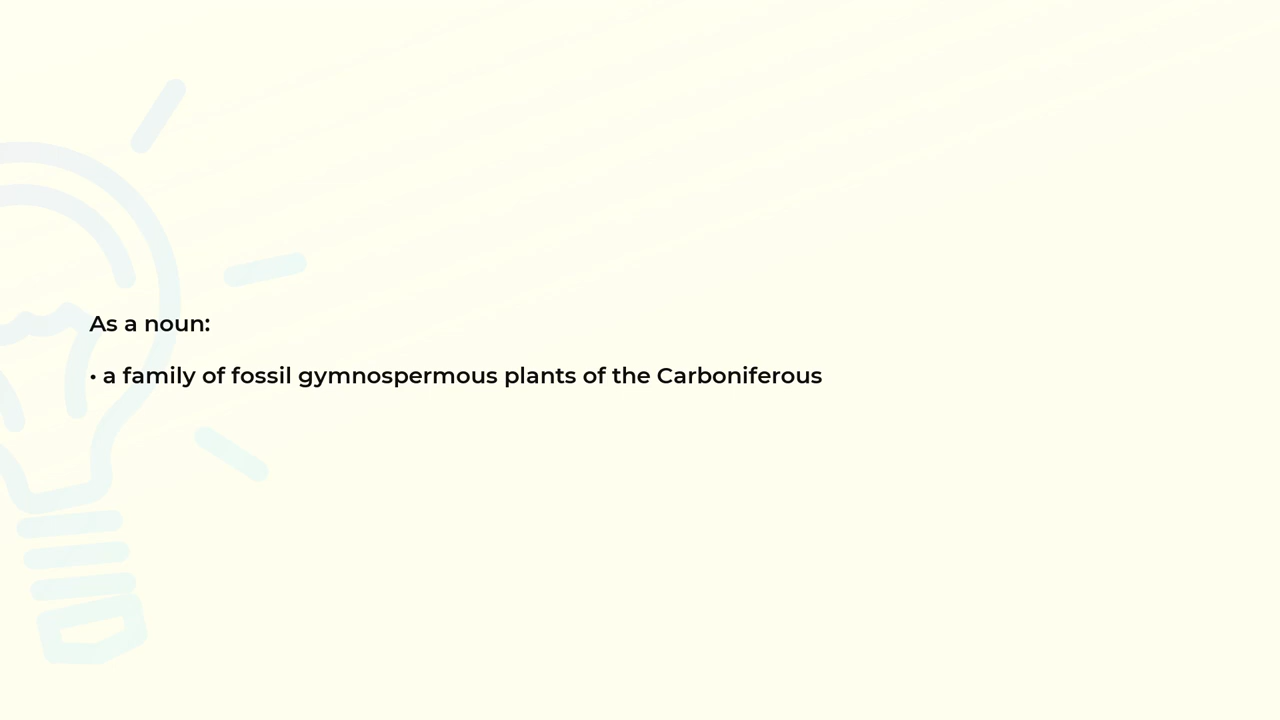 As a noun:
• a family of fossil gymnospermous plants of the Carboniferous